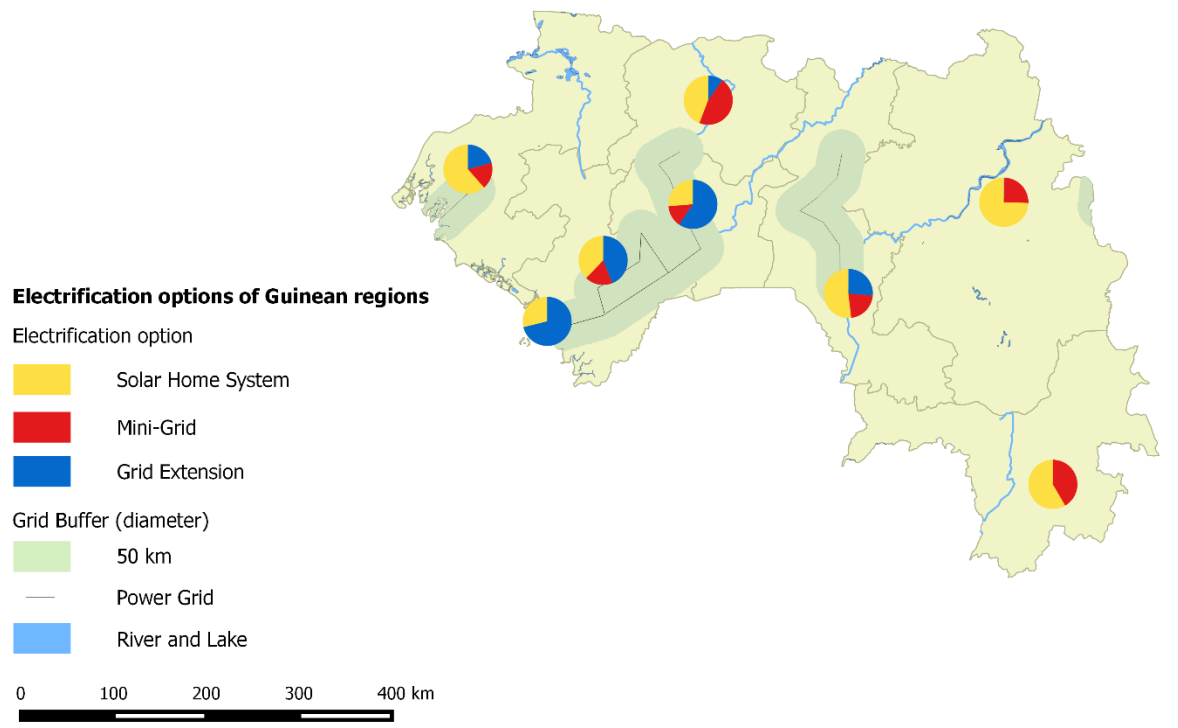 Electrification options of Guinean regions
Electrification option
Solar Home System
Mini-Grid
Grid Extension
Grid Buffer (diameter)
50 km
Power Grid
River and Lake
0 100 200 300 400 km